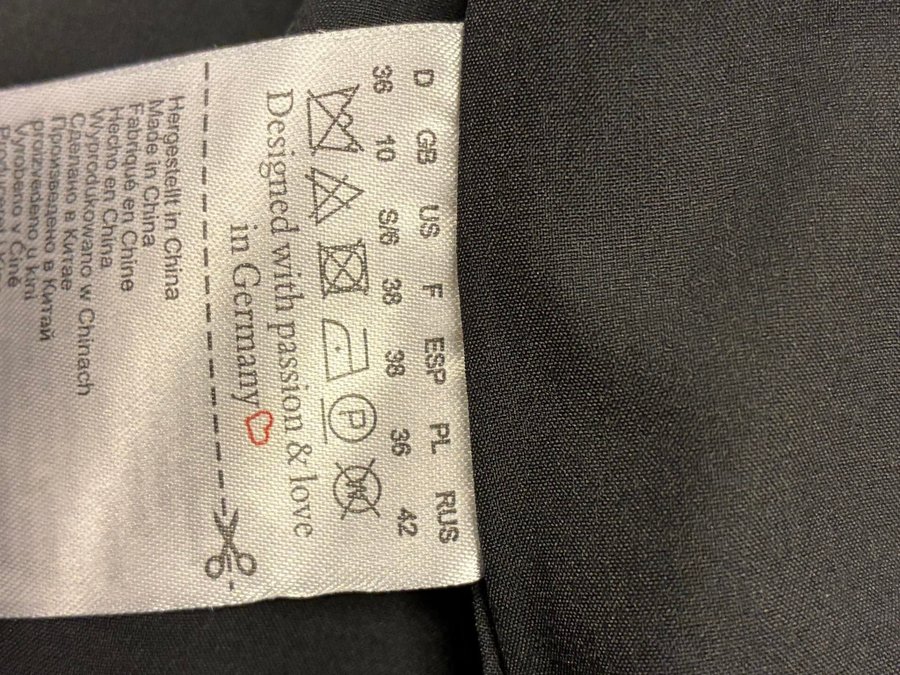 D GB US F ESP PL RUS
36 10 S/6 38 38 36 42
P W
Designed with passion & love
in Germany
Hergestellt in China
Made in China
Fabriqué en Chine
Hecho en China
Wyprodukowano w Chinach
Сделано в Китае
Произведено в Китай
proizvedeno u kini
Vyrobeno v Číně